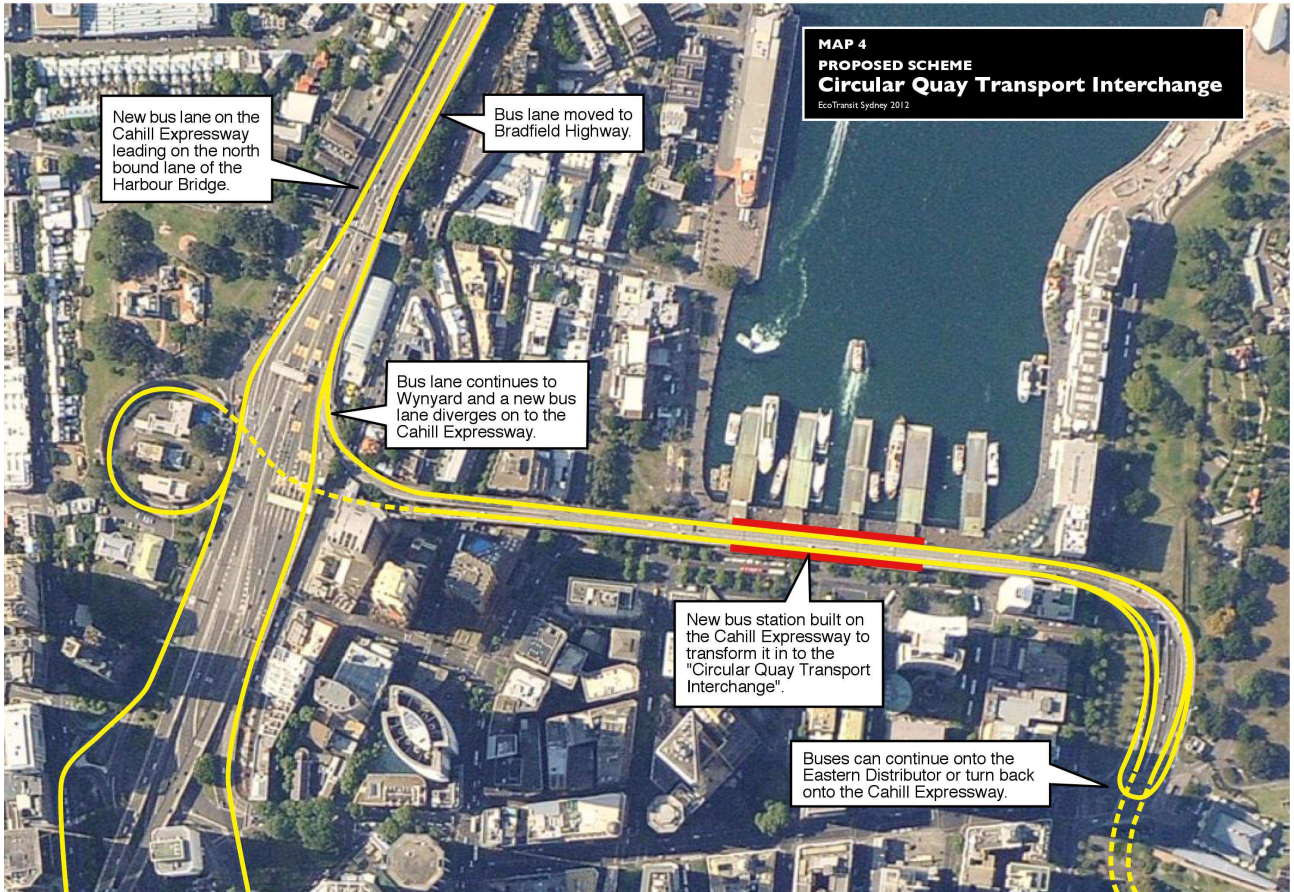 MAP 4
PROPOSED SCHEME
Circular Quay Transport Interchange
EcoTransit Sydney 2012
New bus lane on the
Cahill Expressway
leading on the north
bound lane of the
Harbour Bridge.
Bus lane moved to
Bradfield Highway.
Bus lane continues to
Wynyard and a new bus
lane diverges on to the
Cahill Expressway.
New bus station built on
the Cahill Expressway to
transform it in to the
"Circular Quay Transport
Interchange".
Buses can continue onto the
Eastern Distributor or turn back
onto the Cahill Expressway.